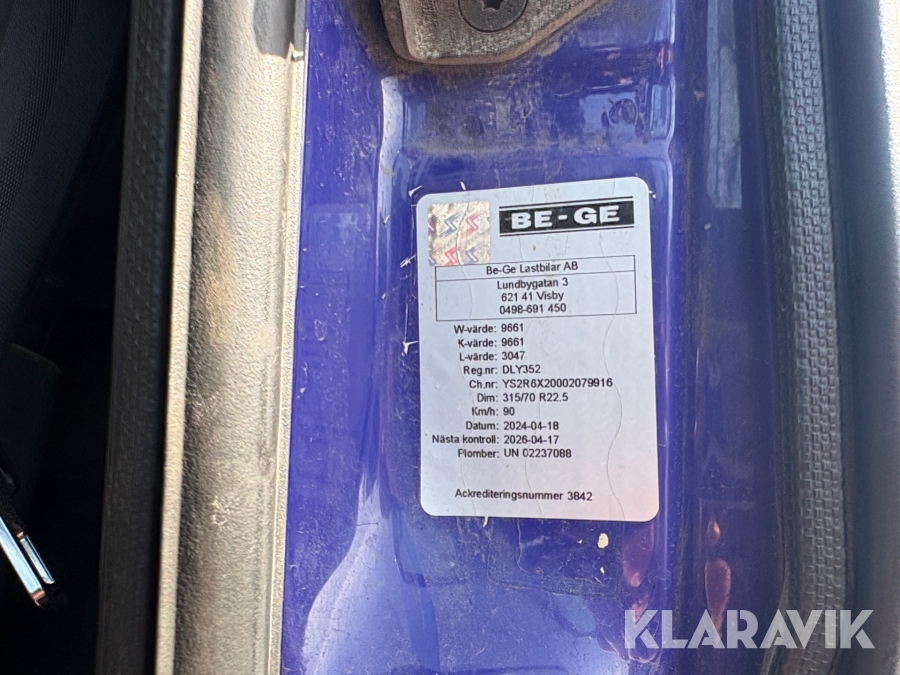 BE-GE
Be-Ge Lastbilar AB
Lundbygatan 3
621 41 Visby
0498-691 450
W-värde: 9661
K-värde: 9661
L-värde: 3047
Reg.nr: DLY352
Ch.nr: YS2R6X20002079916
Dim: 315/70 R22.5
Km/h: 90
Datum: 2024-04-18
Nästa kontroll: 2026-04-17
Plomber: UN 02237088
Ackrediteringsnummer 3842
KLARAVIK